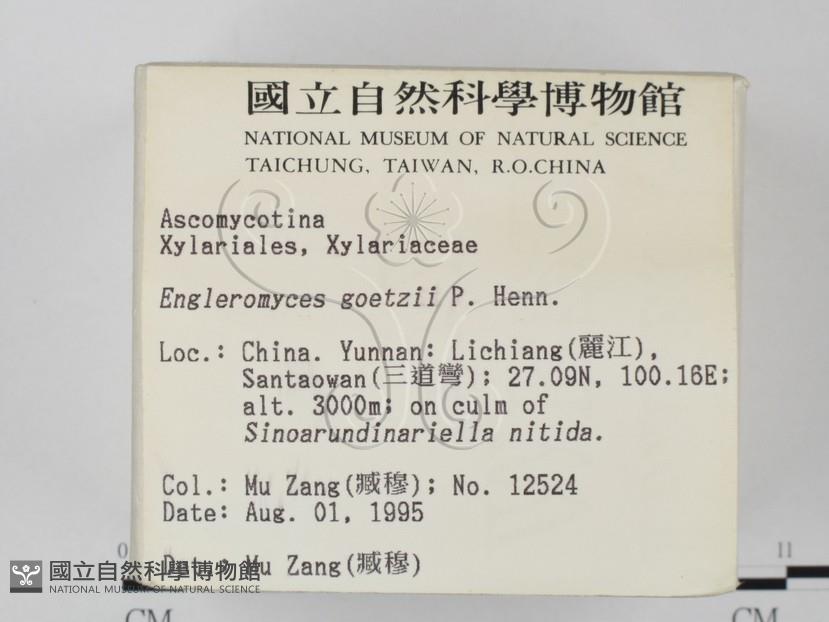 國立自然科學博物館
NATIONAL MUSEUM OF NATURAL SCIENCE
TAICHUNG, TAIWAN, R.O.CHINA
Ascomycotina
Xylariales, Xylariaceae
Engleromyces goetzii P. Henn.
Loc.: China. Yunnan: Lichiang(麗江),
Santaowan(三道彎); 27.09N, 100.16E;
alt. 3000m; on culm of
Sinoarundinariella nitida.
Col.: Mu Zang(臧穆); No. 12524
Date: Aug. 01, 1995
Mu Zang(臧穆)
國立自然科學博物館
NATIONAL MUSEUM OF NATURAL SCIENCE
0 11
CM CM